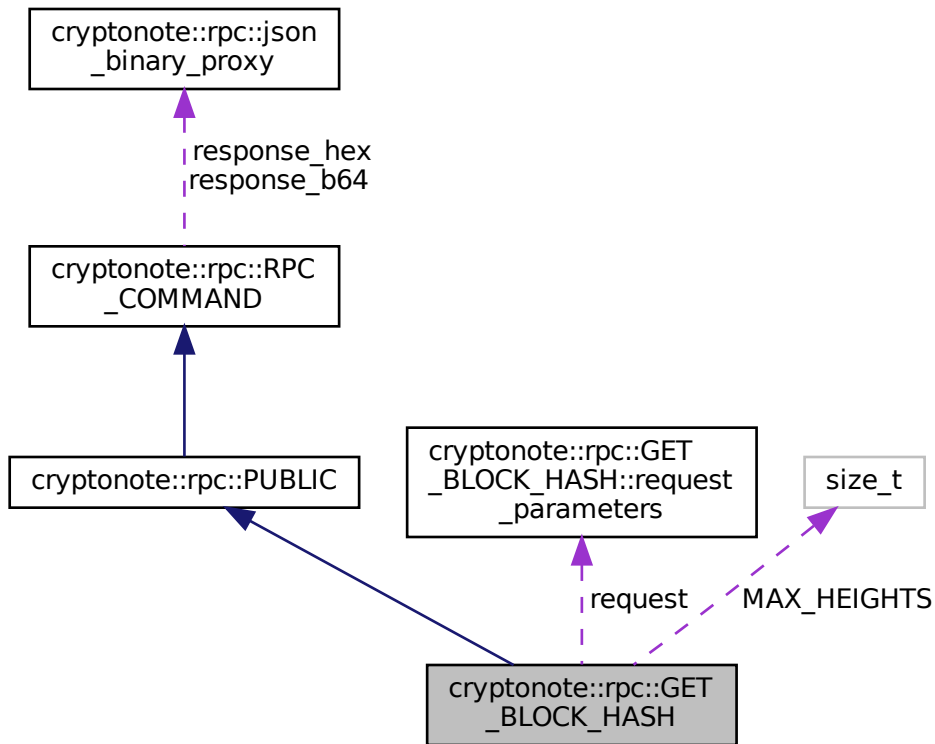 cryptonote::rpc::json
_binary_proxy
response_hex
response_b64
cryptonote::rpc::RPC
_COMMAND
cryptonote::rpc::PUBLIC
cryptonote::rpc::GET
_BLOCK_HASH::request
_parameters
size_t
request
MAX_HEIGHTS
cryptonote::rpc::GET
_BLOCK_HASH